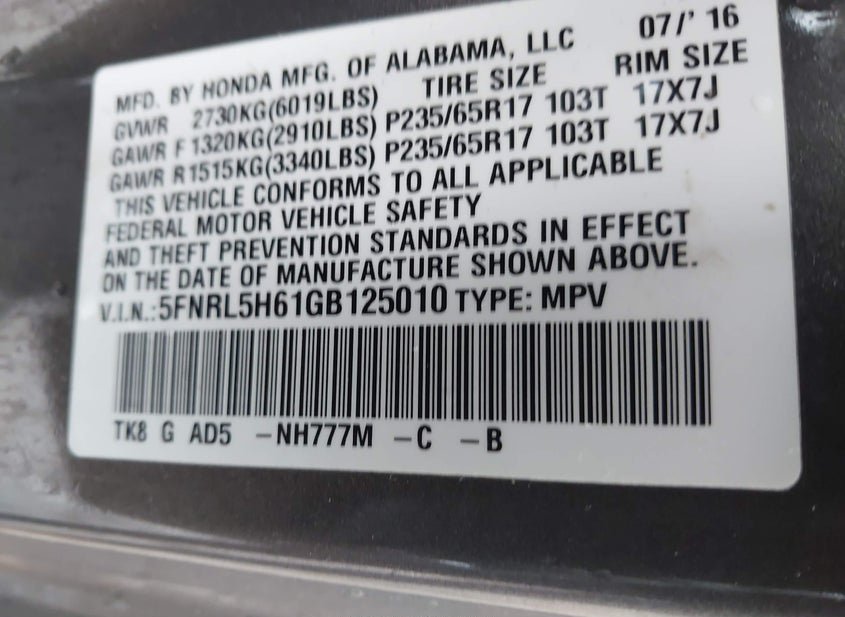 MFD. BY HONDA MFG. OF ALABAMA, LLC 07/' 16
GVWR 2730KG(6019LBS) TIRE SIZE RIM SIZE
GAWR F 1320KG(2910LBS) P235/65R17 103T 17X7J
GAWR R1515KG(3340LBS) P235/65R17 103T 17X7J
THIS VEHICLE CONFORMS TO ALL APPLICABLE
FEDERAL MOTOR VEHICLE SAFETY
AND THEFT PREVENTION STANDARDS IN EFFECT
ON THE DATE OF MANUFACTURE SHOWN ABOVE.
V.I.N.:5FNRL5H61GB125010 TYPE: MPV
TK8 G AD5 –NH777M –C –B